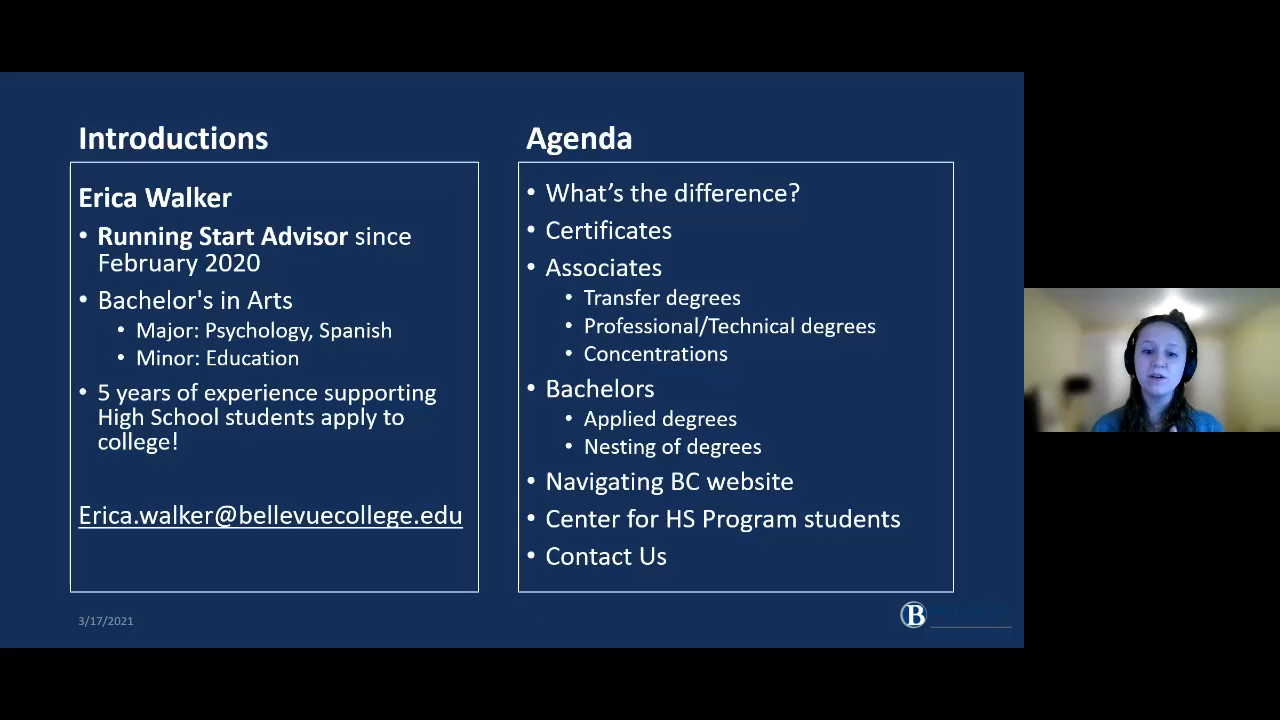 Introductions
Erica Walker
• Running Start Advisor since
February 2020
• Bachelor's in Arts
• Major: Psychology, Spanish
• Minor: Education
• 5 years of experience supporting
High School students apply to
college!
Erica.walker@bellevuecollege.edu
Agenda
• What’s the difference?
• Certificates
• Associates
• Transfer degrees
• Professional/Technical degrees
• Concentrations
• Bachelors
• Applied degrees
• Nesting of degrees
• Navigating BC website
• Center for HS Program students
• Contact Us
3/17/2021
B